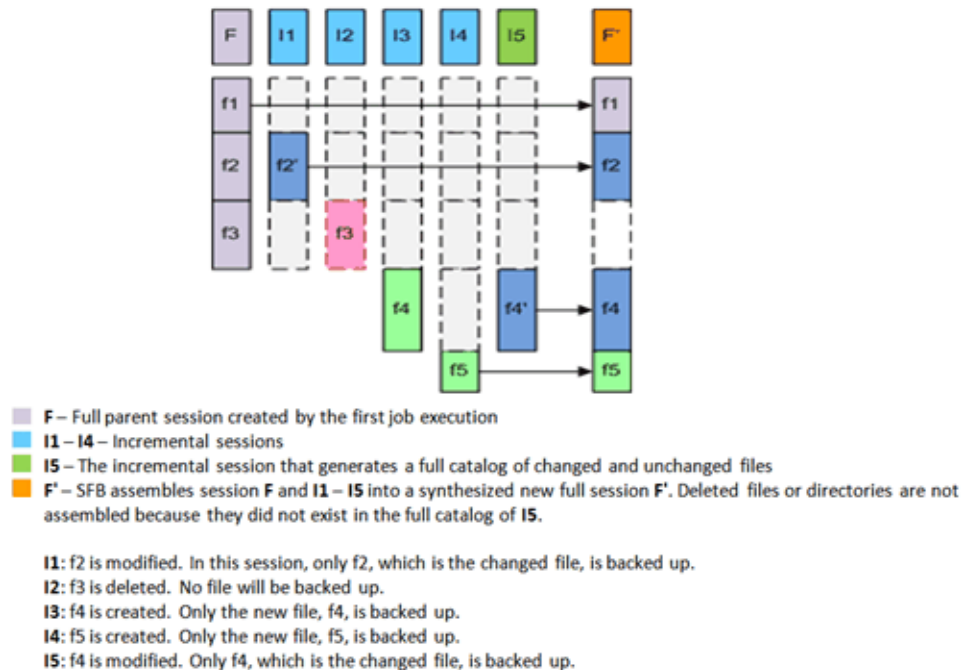 F I1 I2 I3 I4 I5 F'
f1 f1
f2 f2' f2
f3 f3
f4 f4' f4
f5 f5
F – Full parent session created by the first job execution
I1 – I4 – Incremental sessions
I5 – The incremental session that generates a full catalog of changed and unchanged files
F' – SFB assembles session F and I1 – I5 into a synthesized new full session F'. Deleted files or directories are not
assembled because they did not exist in the full catalog of I5.
I1: f2 is modified. In this session, only f2, which is the changed file, is backed up.
I2: f3 is deleted. No file will be backed up.
I3: f4 is created. Only the new file, f4, is backed up.
I4: f5 is created. Only the new file, f5, is backed up.
I5: f4 is modified. Only f4, which is the changed file, is backed up.